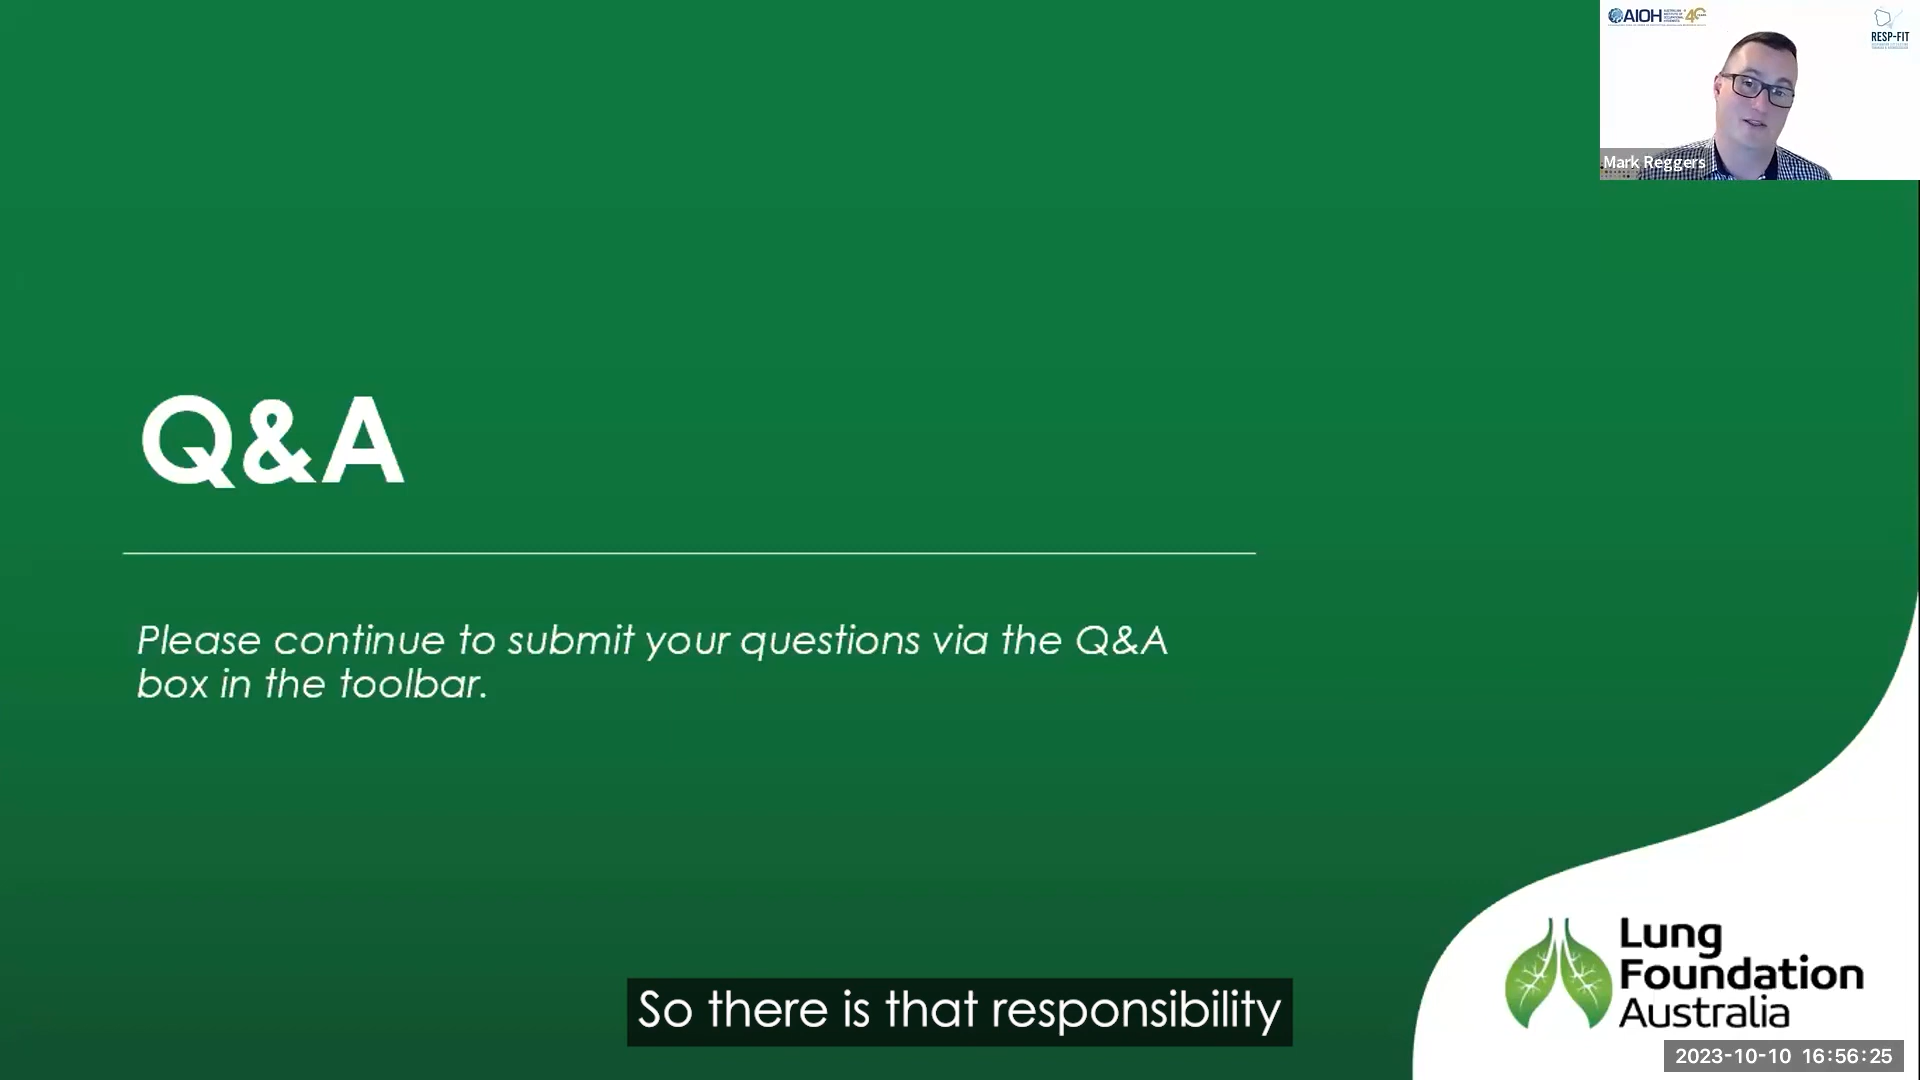 AIOH
RESP-FIT
Mark Reggers
Q&A
Please continue to submit your questions via the Q&A
box in the toolbar.
So there is that responsibility
Lung
Foundation
Australia
2023-10-10 16:56:25